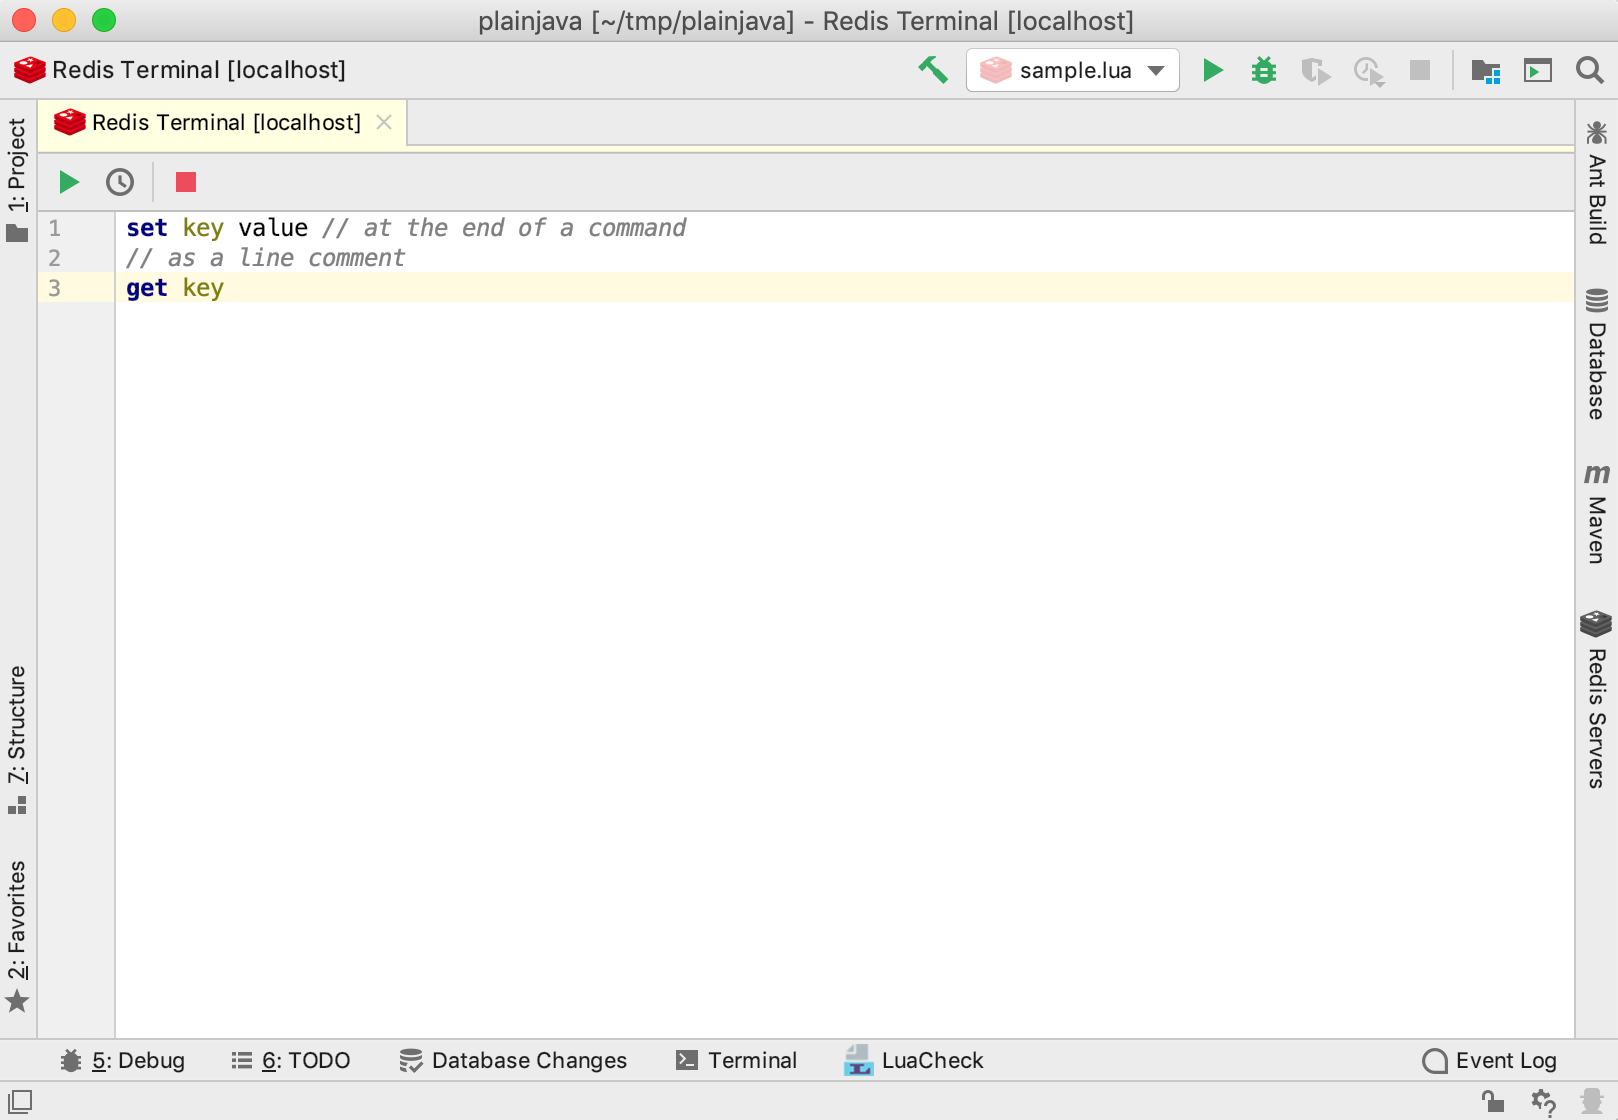 plainjava [~/tmp/plainjava] - Redis Terminal [localhost]
Redis Terminal [localhost]
sample.lua
Redis Terminal [localhost]
1 set key value // at the end of a command
2 // as a line comment
3 get key
1: Project
7: Structure
2: Favorites
Ant Build
Database
m Maven
Redis Servers
5: Debug 6: TODO Database Changes Terminal LuaCheck Event Log